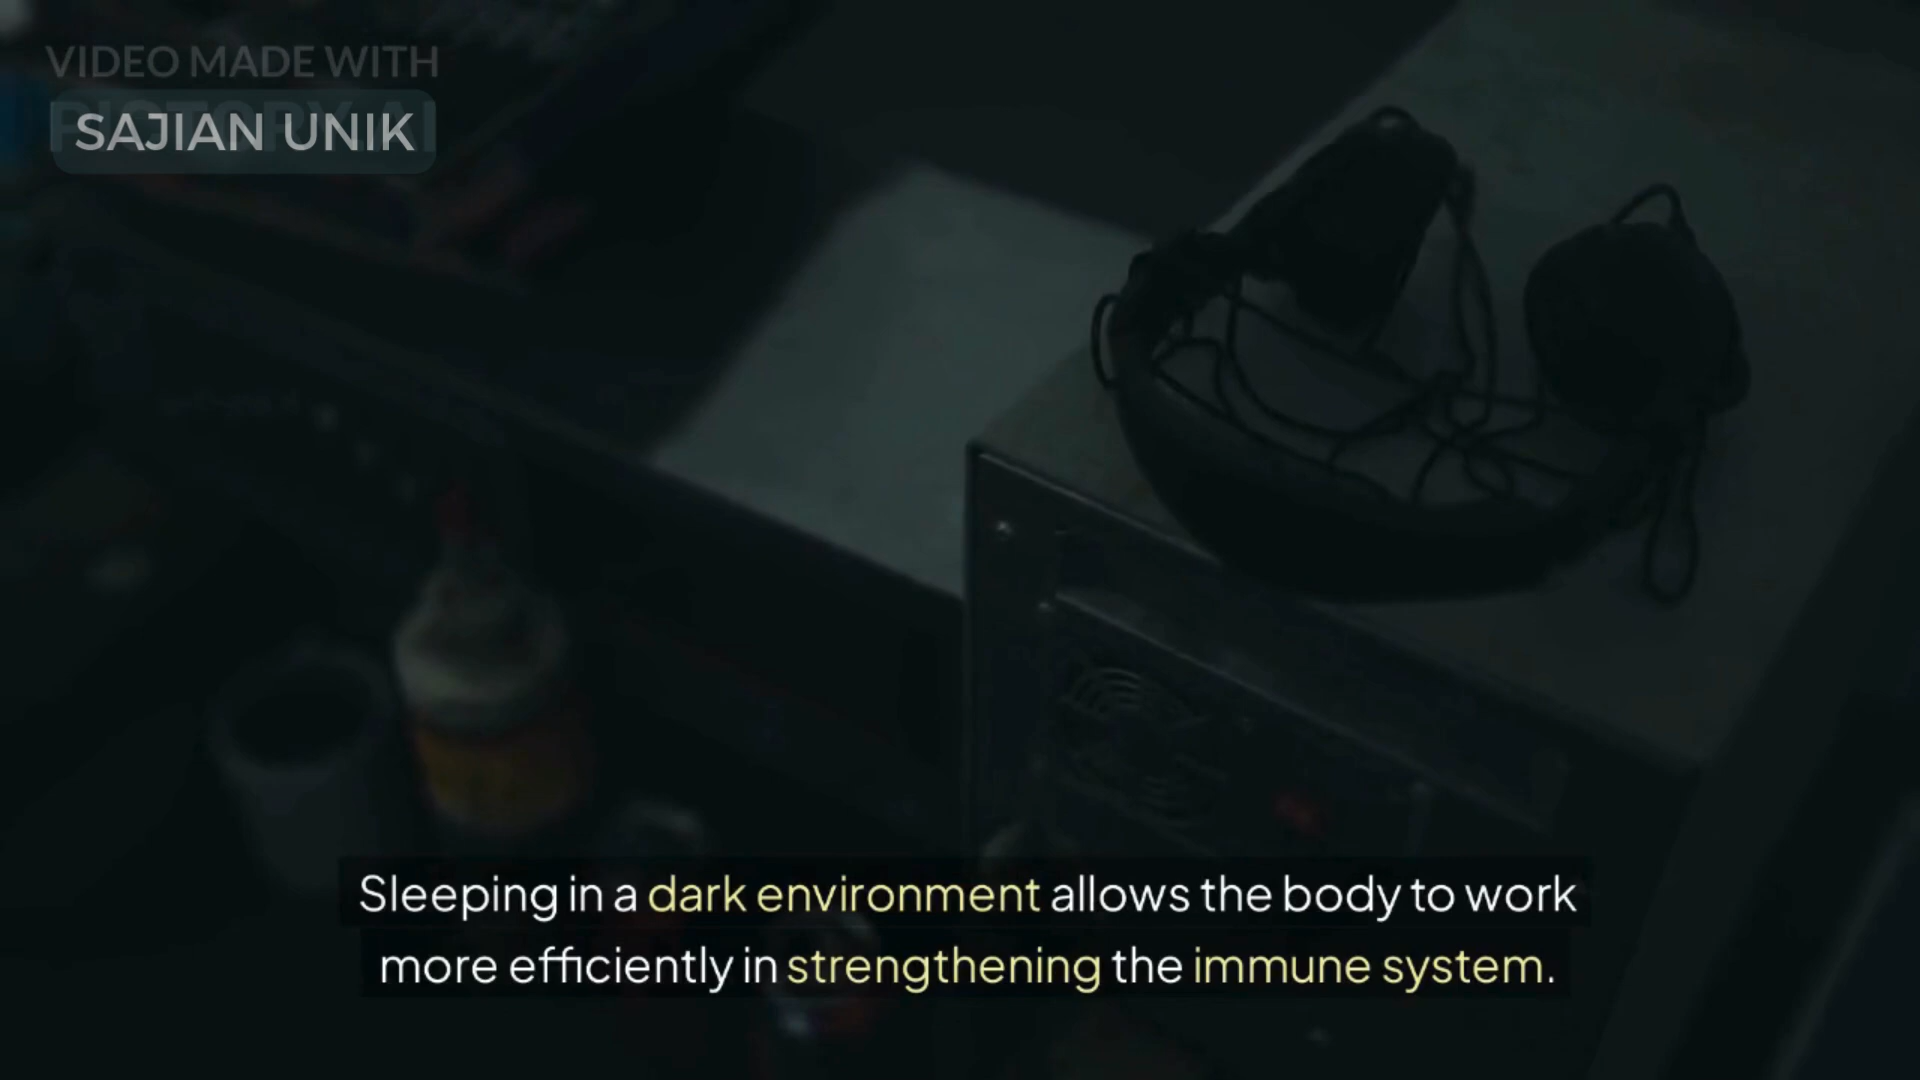 VIDEO MADE WITH
SAJIAN UNIK
Sleeping in a dark environment allows the body to work
more efficiently in strengthening the immune system.